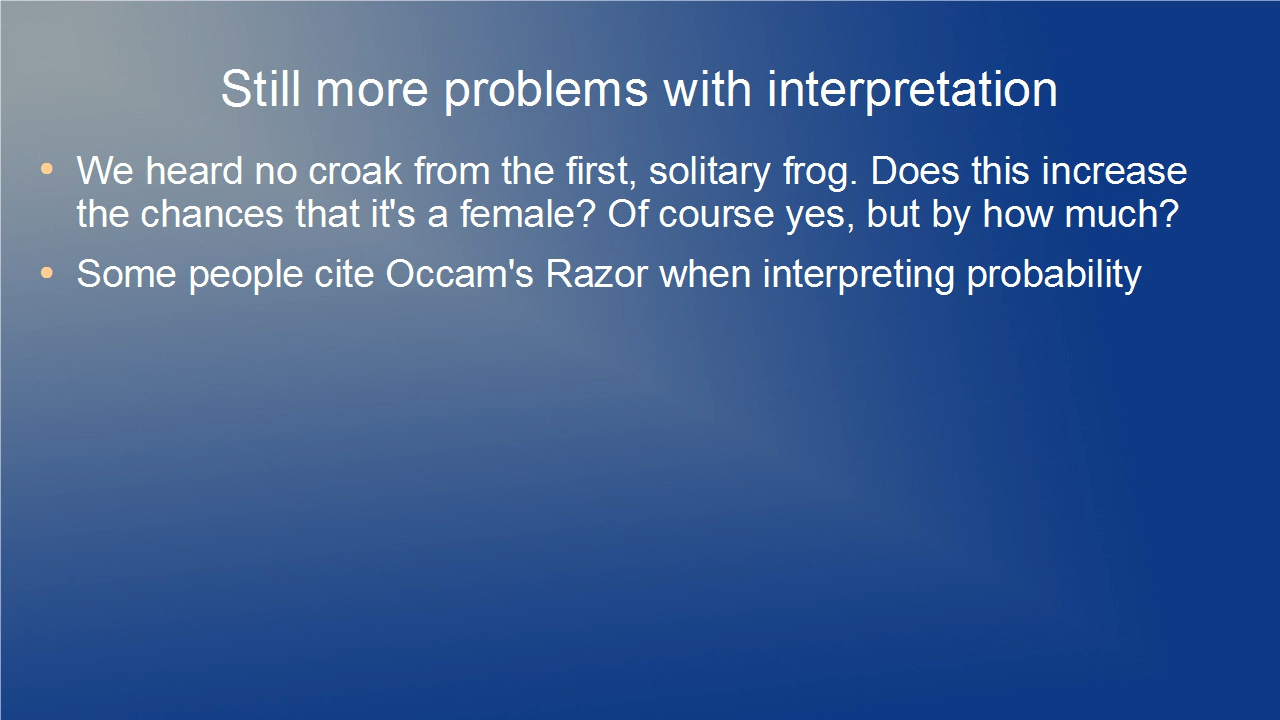 Still more problems with interpretation
• We heard no croak from the first, solitary frog. Does this increase
the chances that it's a female? Of course yes, but by how much?
• Some people cite Occam's Razor when interpreting probability